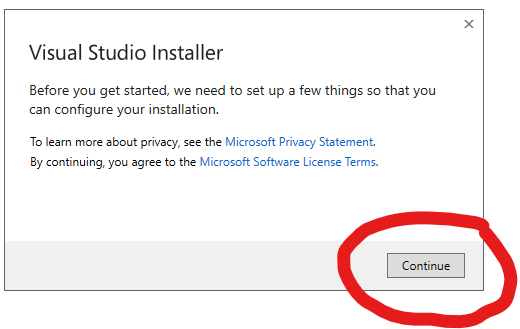 Visual Studio Installer
Before you get started, we need to set up a few things so that you
can configure your installation.
To learn more about privacy, see the Microsoft Privacy Statement.
By continuing, you agree to the Microsoft Software License Terms.
Continue